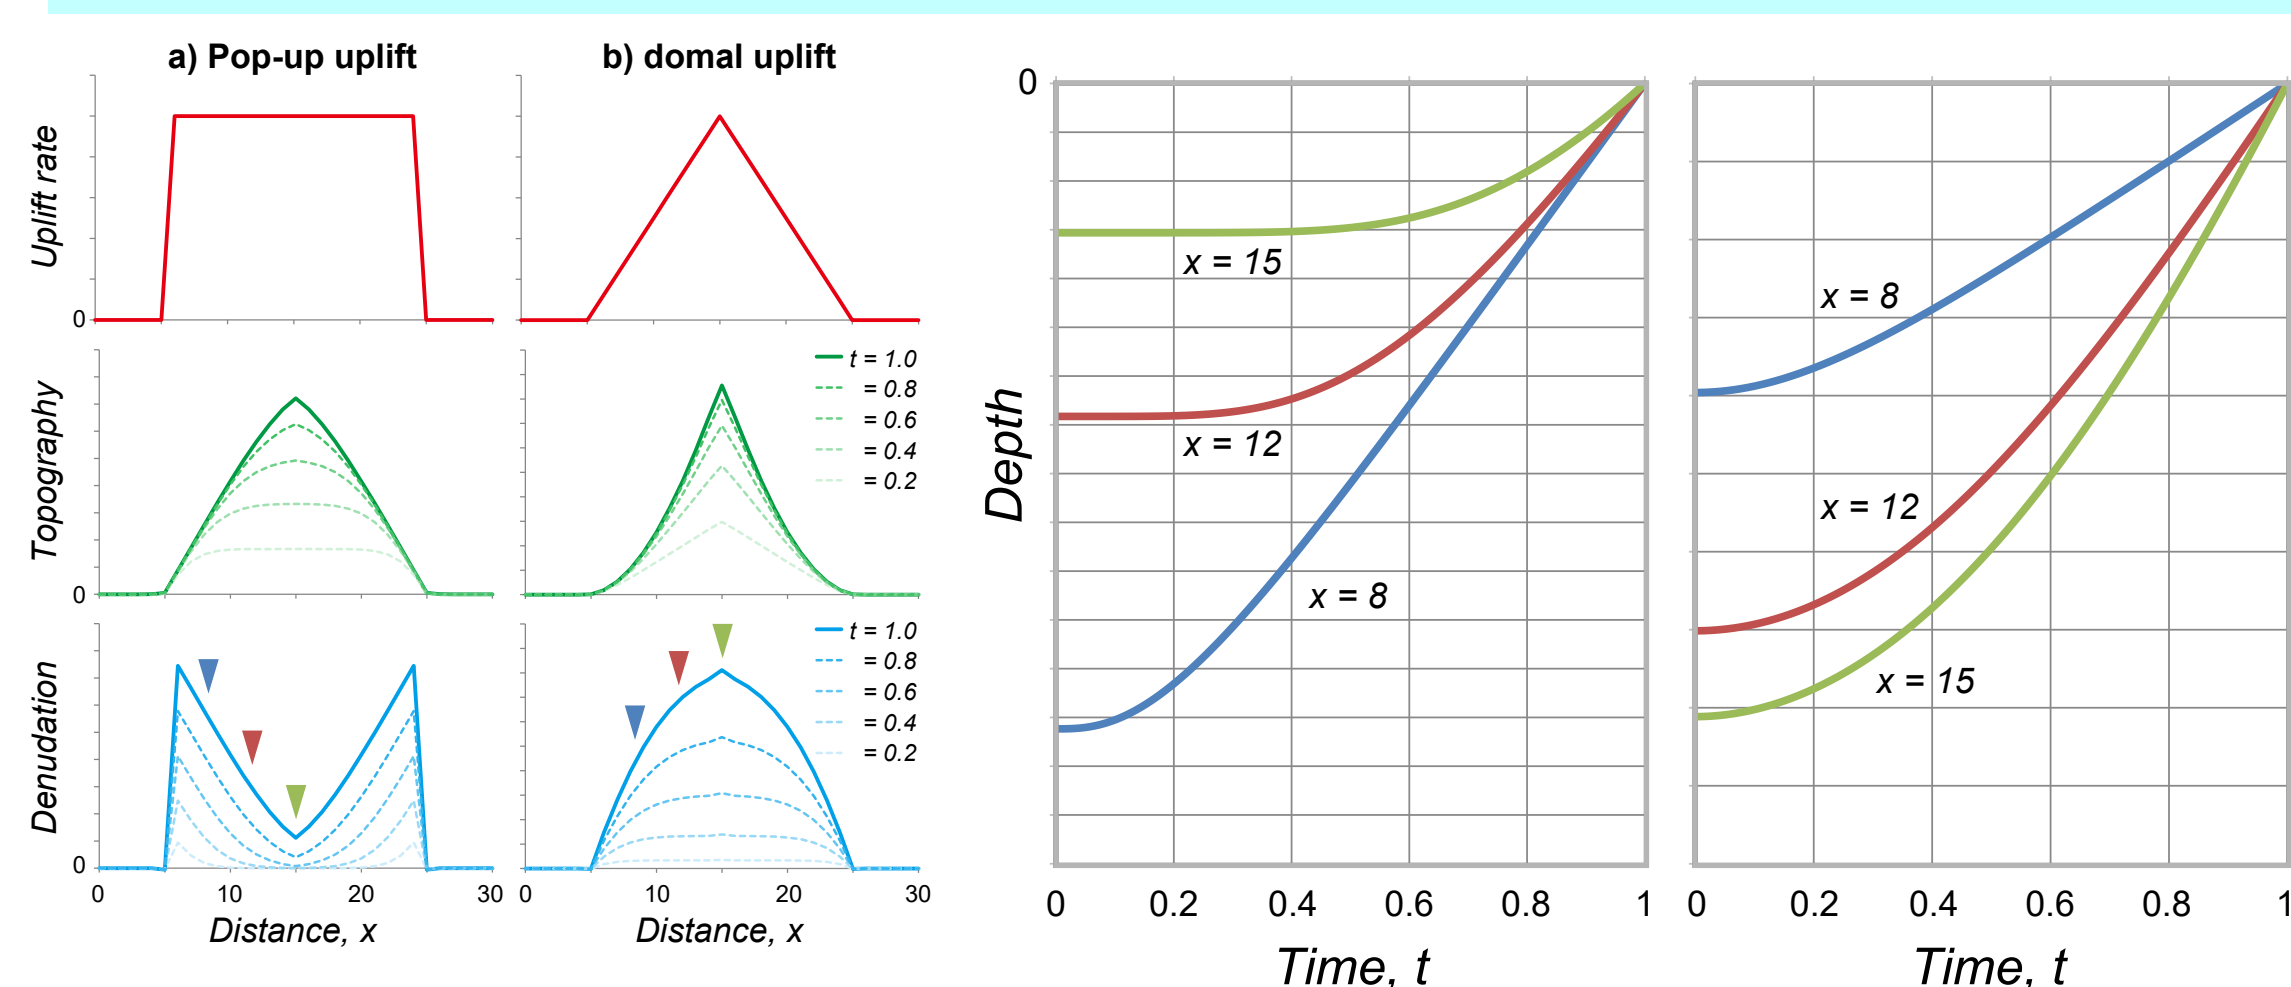 a) Pop-up uplift
b) domal uplift
Uplift rate
0
Topography
0
t = 1.0
= 0.8
= 0.6
= 0.4
= 0.2
Denudation
0
t = 1.0
= 0.8
= 0.6
= 0.4
= 0.2
0 10 20 30
Distance, x
0 10 20 30
Distance, x
0
Depth
x = 15
x = 12
x = 8
0 0.2 0.4 0.6 0.8 1
Time, t
x = 8
x = 12
x = 15
0 0.2 0.4 0.6 0.8 1
Time, t